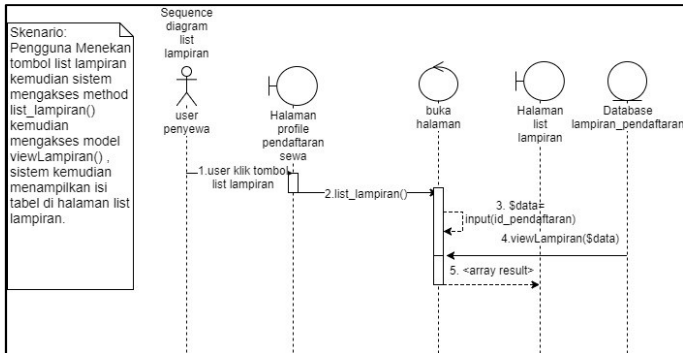 Skenario:
Pengguna Menekan
tombol list lampiran
kemudian sistem
mengakses method
list_lampiran()
kemudian
mengakses model
viewLampiran() ,
sistem kemudian
menampilkan isi
tabel di halaman list
lampiran.
Sequence
diagram
list
lampiran
user
penyewa
Halaman
profile
pendaftaran
sewa
buka
halaman
Halaman
list
lampiran
Database
lampiran_pendaftaran
1.user klik tombol
list lampiran
2.list_lampiran()
3. $data=
input(id_pendaftaran)
4.viewLampiran($data)
5. <array result>